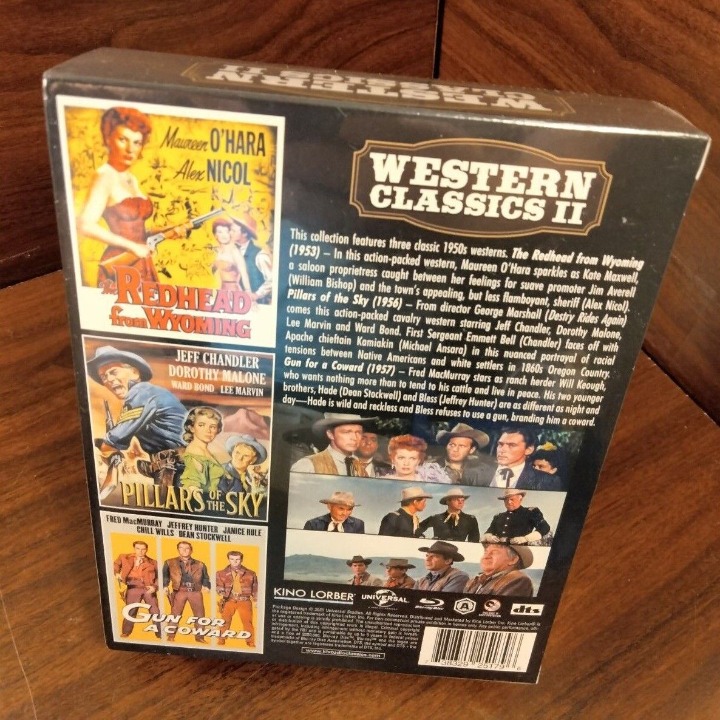 WESTERN
CLASSICS II
Maureen O'HARA
Alex NICOL
The
REDHEAD
from WYOMING
JEFF CHANDLER
DOROTHY MALONE
WARD BOND LEE MARVIN
PILLARS OF THE SKY
FRED MacMURRAY JEFFREY HUNTER JANICE RULE
CHILL WILLS DEAN STOCKWELL
GUN FOR
A COWARD
WESTERN
CLASSICS II
This collection features three classic 1950s westerns. The Redhead from Wyoming
(1953) – In this action-packed western, Maureen O'Hara sparkles as Kate Maxwell,
a saloon proprietress caught between her feelings for suave promoter Jim Averell
(William Bishop) and the town's appealing, but less flamboyant, sheriff (Alex Nicol).
Pillars of the Sky (1956) – From director George Marshall (Destry Rides Again)
comes this action-packed cavalry western starring Jeff Chandler, Dorothy Malone,
Lee Marvin and Ward Bond. First Sergeant Emmett Bell (Chandler) faces off with
Apache chieftain Kamiakin (Michael Ansara) in this nuanced portrayal of racial
tensions between Native Americans and white settlers in 1860s Oregon Country.
Gun for a Coward (1957) – Fred MacMurray stars as ranch herder Will Keough,
who wants nothing more than to tend to his cattle and live in peace. His two younger
brothers, Hade (Dean Stockwell) and Bless (Jeffrey Hunter) are as different as night and
day—Hade is wild and reckless and Bless refuses to use a gun, branding him a coward.
KINO LORBER UNIVERSAL Blu-ray Disc A dts